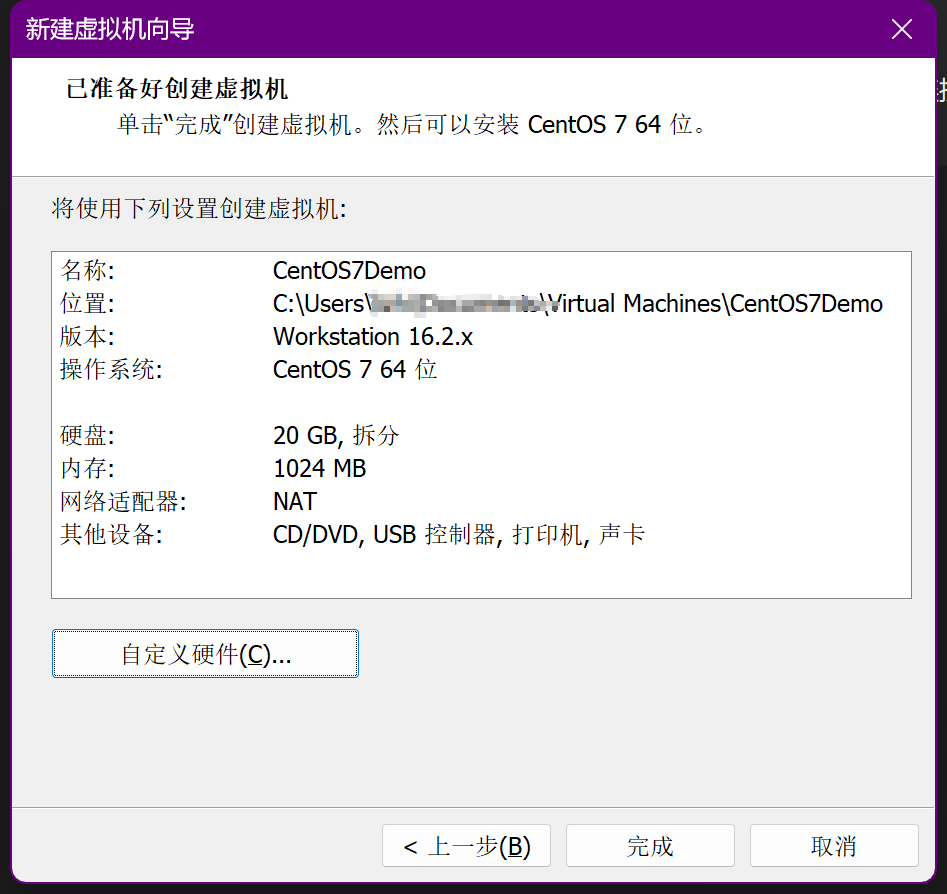 新建虚拟机向导
已准备好创建虚拟机
单击“完成”创建虚拟机。然后可以安装 CentOS 7 64 位。
将使用下列设置创建虚拟机:
名称: CentOS7Demo
位置: C:\Users\ \Virtual Machines\CentOS7Demo
版本: Workstation 16.2.x
操作系统: CentOS 7 64 位
硬盘: 20 GB, 拆分
内存: 1024 MB
网络适配器: NAT
其他设备: CD/DVD, USB 控制器, 打印机, 声卡
自定义硬件(C)...
< 上一步(B) 完成 取消